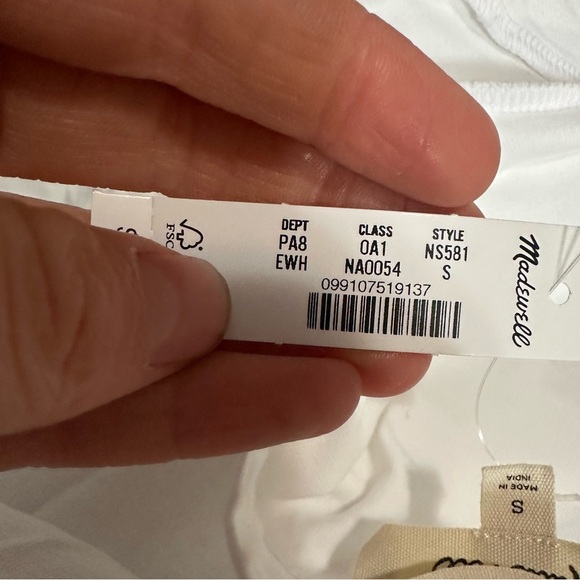 DEPT CLASS STYLE
PA8 0A1 NS581
EWH NA0054 S
099107519137
Madewell
FSC
S
MADE IN
INDIA
S